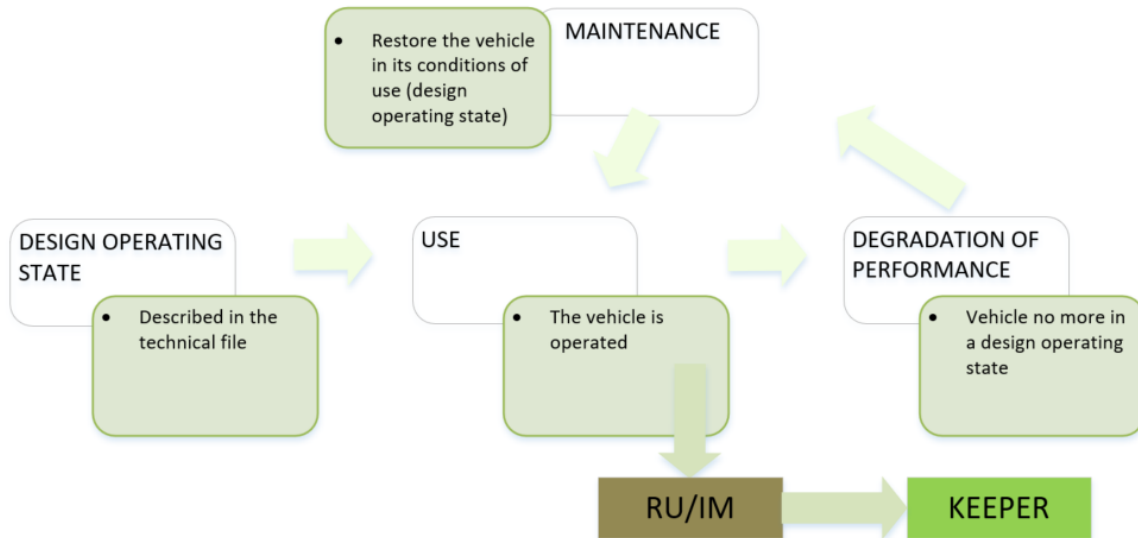 MAINTENANCE
• Restore the vehicle
in its conditions of
use (design
operating state)
DESIGN OPERATING
STATE
• Described in the
technical file
USE
• The vehicle is
operated
DEGRADATION OF
PERFORMANCE
• Vehicle no more in
a design operating
state
RU/IM
KEEPER